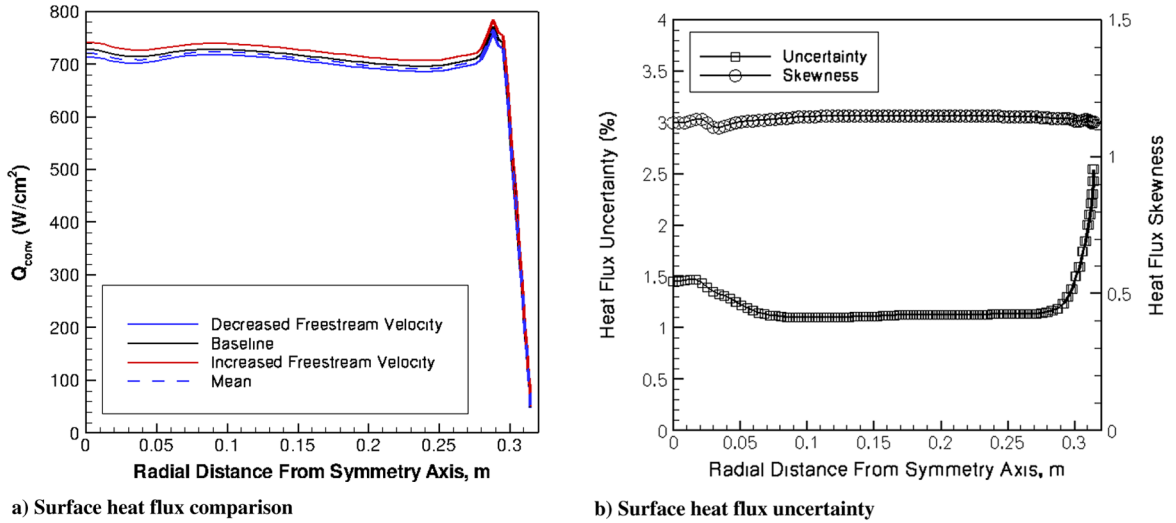 800
700
600
500
400
300
200
100
0
Q conv (W/cm²)
Decreased Freestream Velocity
Baseline
Increased Freestream Velocity
Mean
0 0.05 0.1 0.15 0.2 0.25 0.3
Radial Distance From Symmetry Axis, m
a) Surface heat flux comparison
4
3.5
3
2.5
2
1.5
1
0.5
0
Heat Flux Uncertainty (%)
Uncertainty
Skewness
1.5
1
0.5
0
Heat Flux Skewness
0 0.05 0.1 0.15 0.2 0.25 0.3
Radial Distance From Symmetry Axis, m
b) Surface heat flux uncertainty